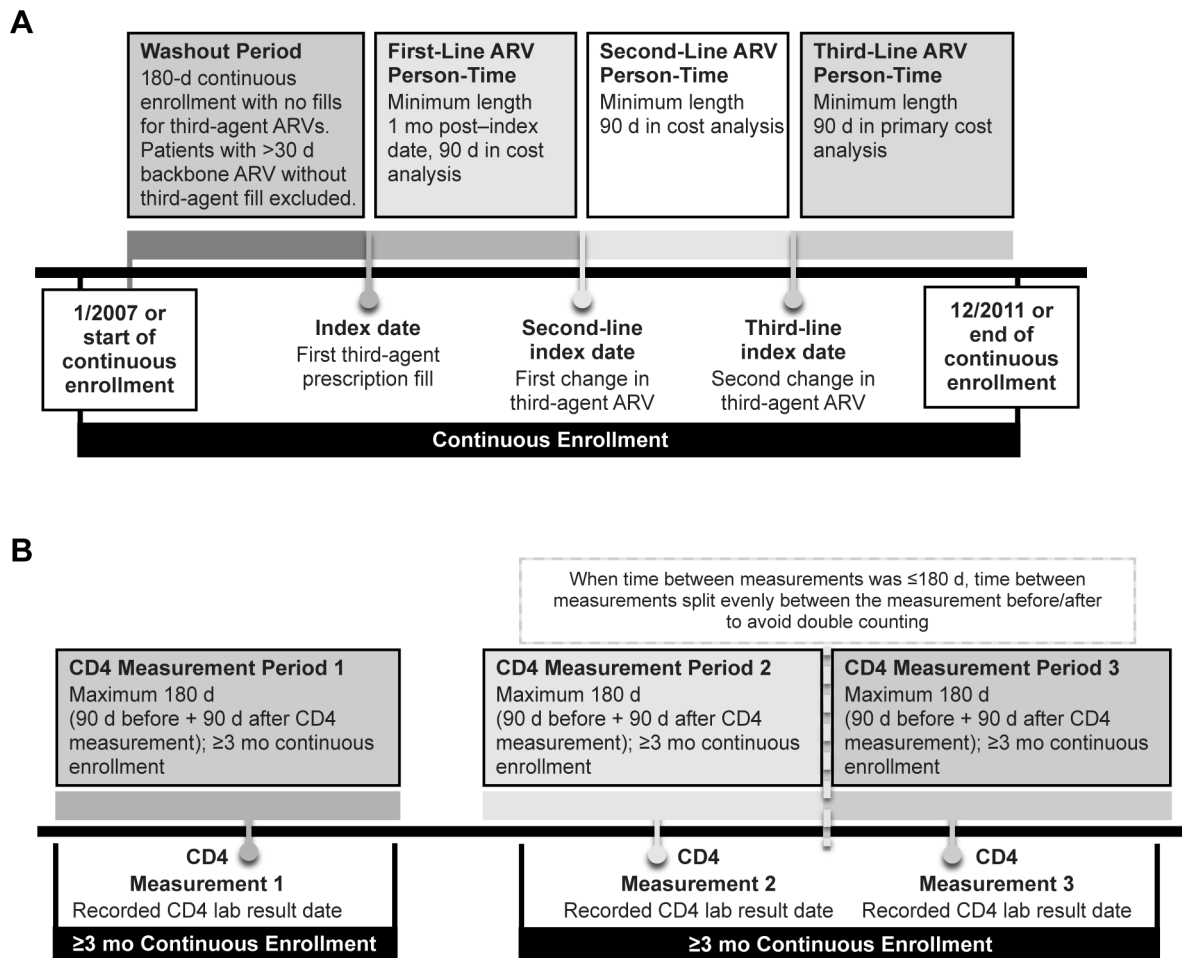 A
Washout Period
180-d continuous
enrollment with no fills
for third-agent ARVs.
Patients with >30 d
backbone ARV without
third-agent fill excluded.
First-Line ARV
Person-Time
Minimum length
1 mo post–index
date, 90 d in cost
analysis
Second-Line ARV
Person-Time
Minimum length
90 d in cost analysis
Third-Line ARV
Person-Time
Minimum length
90 d in primary cost
analysis
1/2007 or
start of
continuous
enrollment
Index date
First third-agent
prescription fill
Second-line
index date
First change in
third-agent ARV
Third-line
index date
Second change in
third-agent ARV
12/2011 or
end of
continuous
enrollment
Continuous Enrollment
B
When time between measurements was ≤180 d, time between
measurements split evenly between the measurement before/after
to avoid double counting
CD4 Measurement Period 1
Maximum 180 d
(90 d before + 90 d after CD4
measurement); ≥3 mo continuous
enrollment
CD4 Measurement Period 2
Maximum 180 d
(90 d before + 90 d after CD4
measurement); ≥3 mo continuous
enrollment
CD4 Measurement Period 3
Maximum 180 d
(90 d before + 90 d after CD4
measurement); ≥3 mo continuous
enrollment
CD4
Measurement 1
Recorded CD4 lab result date
≥3 mo Continuous Enrollment
CD4
Measurement 2
Recorded CD4 lab result date
CD4
Measurement 3
Recorded CD4 lab result date
≥3 mo Continuous Enrollment